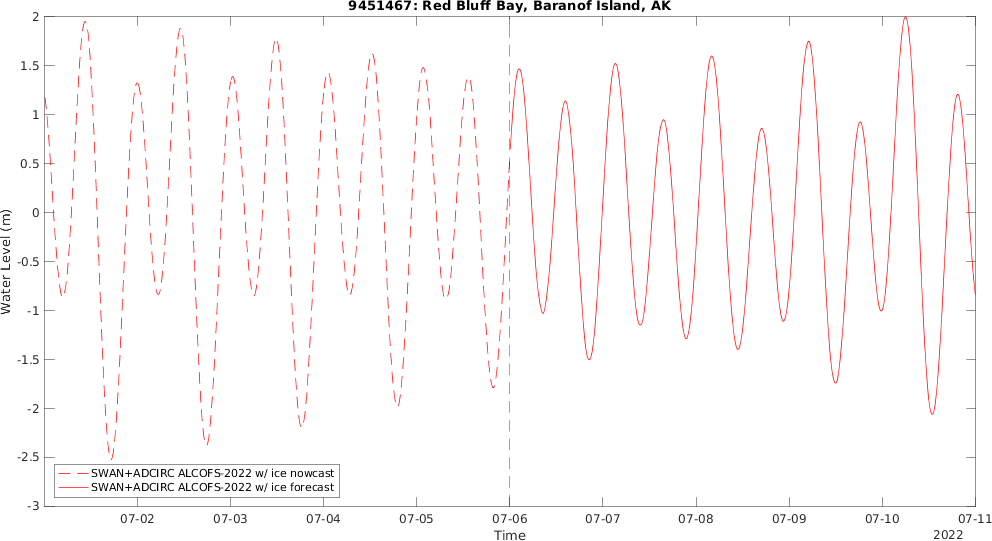 9451467: Red Bluff Bay, Baranof Island, AK
2
1.5
1
0.5
0
-0.5
-1
-1.5
-2
-2.5
-3
Water Level (m)
SWAN+ADCIRC ALCOFS-2022 w/ ice nowcast
SWAN+ADCIRC ALCOFS-2022 w/ ice forecast
07-02 07-03 07-04 07-05 07-06 07-07 07-08 07-09 07-10 07-11
Time
2022